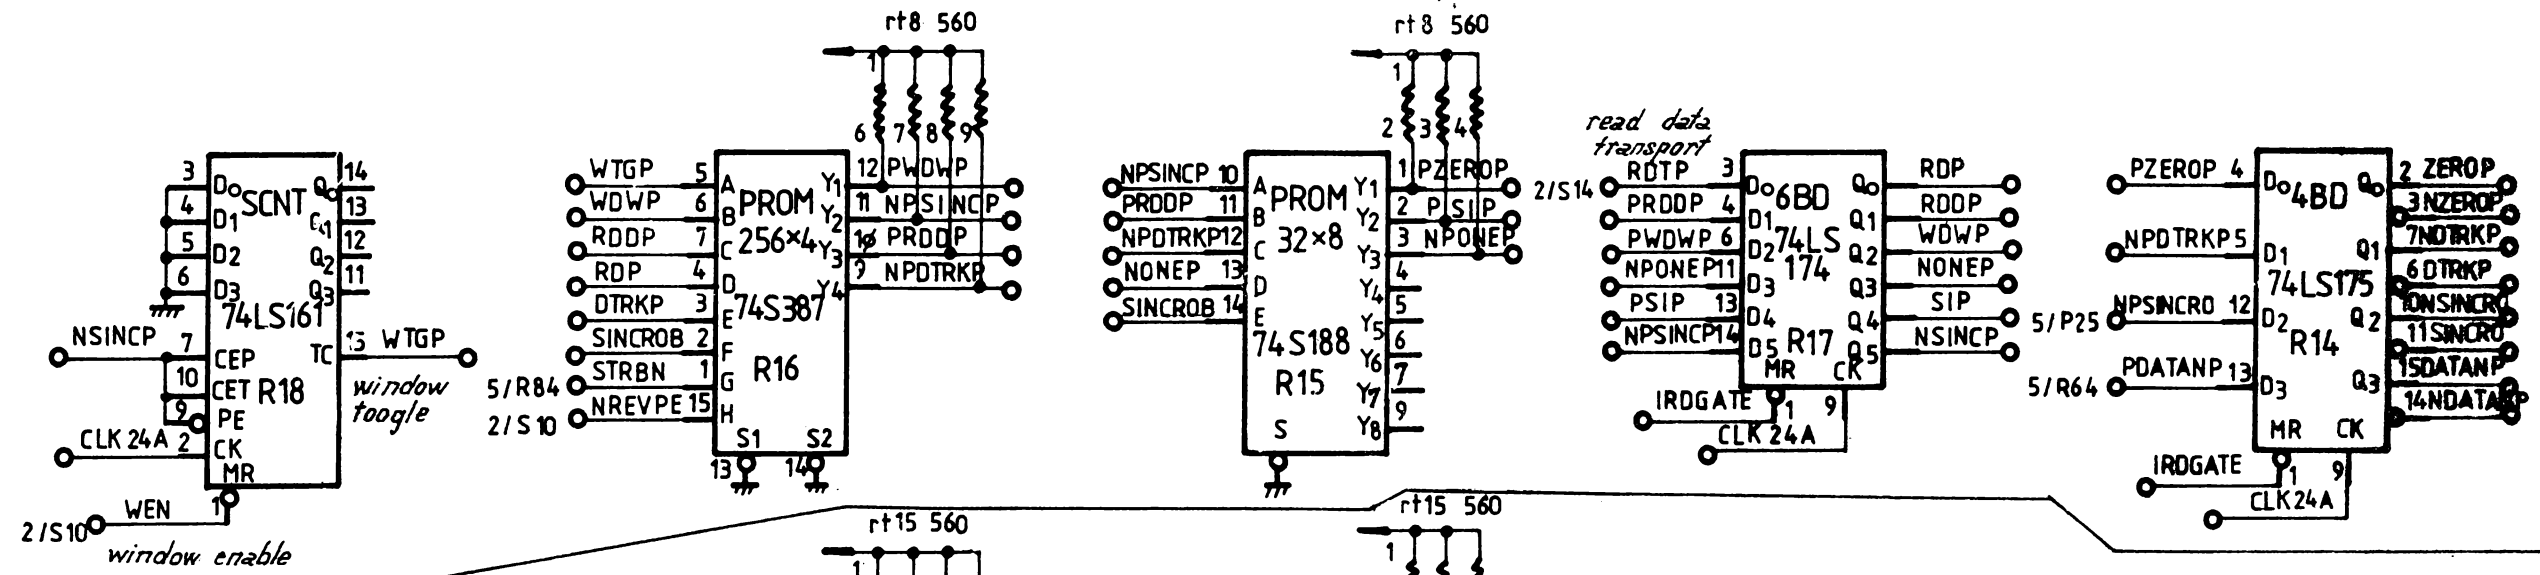 rt8 560
1
6 7 8 9
3 D0 SCNT Q0 14
4 D1 13
5 D2 Q2 12
6 D3 Q3 11
74LS161
NSINCP 7 CEP TC 15 WTGP
10 CET R18
9 PE
CLK 24A 2 CK
MR
1
WEN
2/S10
window toogle
window enable
WTGP 5 A PROM Y1 12 PWDWP
WDWP 6 B 256×4 Y2 11 NPSINCP
RDDP 7 C Y3 10 PRDDP
RDP 4 D Y4 9 NPDTRKP
DTRKP 3 E 74S387
SINCROB 2 F
5/R84 STRBN 1 G R16
2/S10 NREVPE 15 H
S1 S2
13 14
rt8 560
1
2 3 4
NPSINCP 10 A PROM Y1 1 PZEROP
PRDDP 11 B 32×8 Y2 2 PSIP
NPDTRKP 12 C Y3 3 NPONEP
NONEP 13 D Y4 4
SINCROB 14 E Y5 5
74S188 Y6 6
R15 Y7 7
S Y8 9
read data
transport
2/S14 RDTP 3 D0 6BD Q0 RDP
PRDDP 4 D1 Q1 RDDP
PWDWP 6 D2 74LS Q2 WDWP
NPONEP 11 D3 174 Q3 NONEP
PSIP 13 D4 Q4 SIP
NPSINCP 14 D5 R17 Q5 NSINCP
MR CK
IRDGATE 1 9
CLK 24A
PZEROP 4 D0 4BD Q0 2 ZEROP
3 NZEROP
NPDTRKP 5 D1 Q1 7 NDTRKP
74LS175 6 DTRKP
5/P25 NPSINCRO 12 D2 Q2 10 NSINCRO
R14 11 SINCRO
5/R64 PDATANP 13 D3 Q3 15 DATANP
14
MR CK
IRDGATE 1 9
CLK 24A
rt15 560
1
rt15 560
1